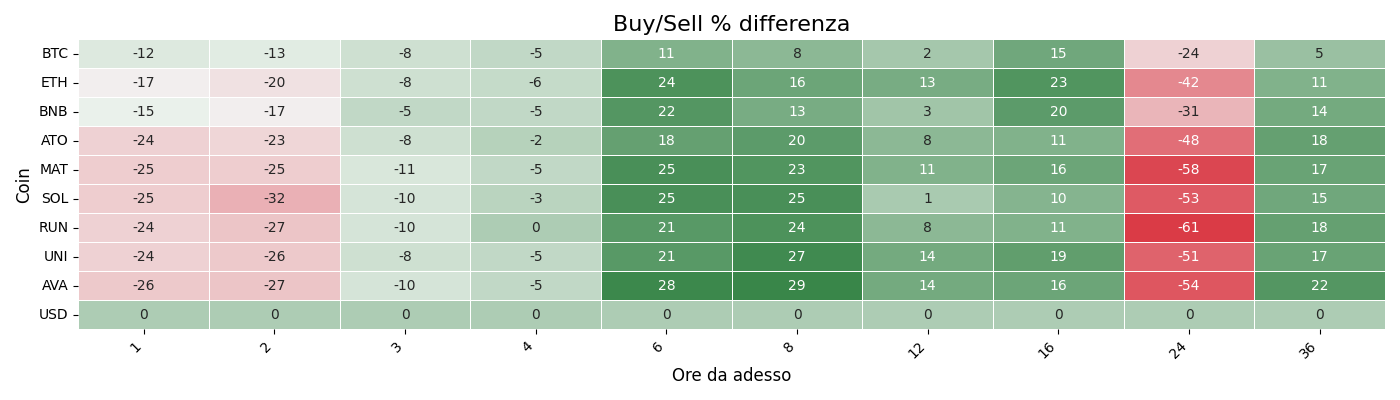 Buy/Sell % differenza
Coin
BTC -12 -13 -8 -5 11 8 2 15 -24 5
ETH -17 -20 -8 -6 24 16 13 23 -42 11
BNB -15 -17 -5 -5 22 13 3 20 -31 14
ATO -24 -23 -8 -2 18 20 8 11 -48 18
MAT -25 -25 -11 -5 25 23 11 16 -58 17
SOL -25 -32 -10 -3 25 25 1 10 -53 15
RUN -24 -27 -10 0 21 24 8 11 -61 18
UNI -24 -26 -8 -5 21 27 14 19 -51 17
AVA -26 -27 -10 -5 28 29 14 16 -54 22
USD 0 0 0 0 0 0 0 0 0 0
1 2 3 4 6 8 12 16 24 36
Ore da adesso